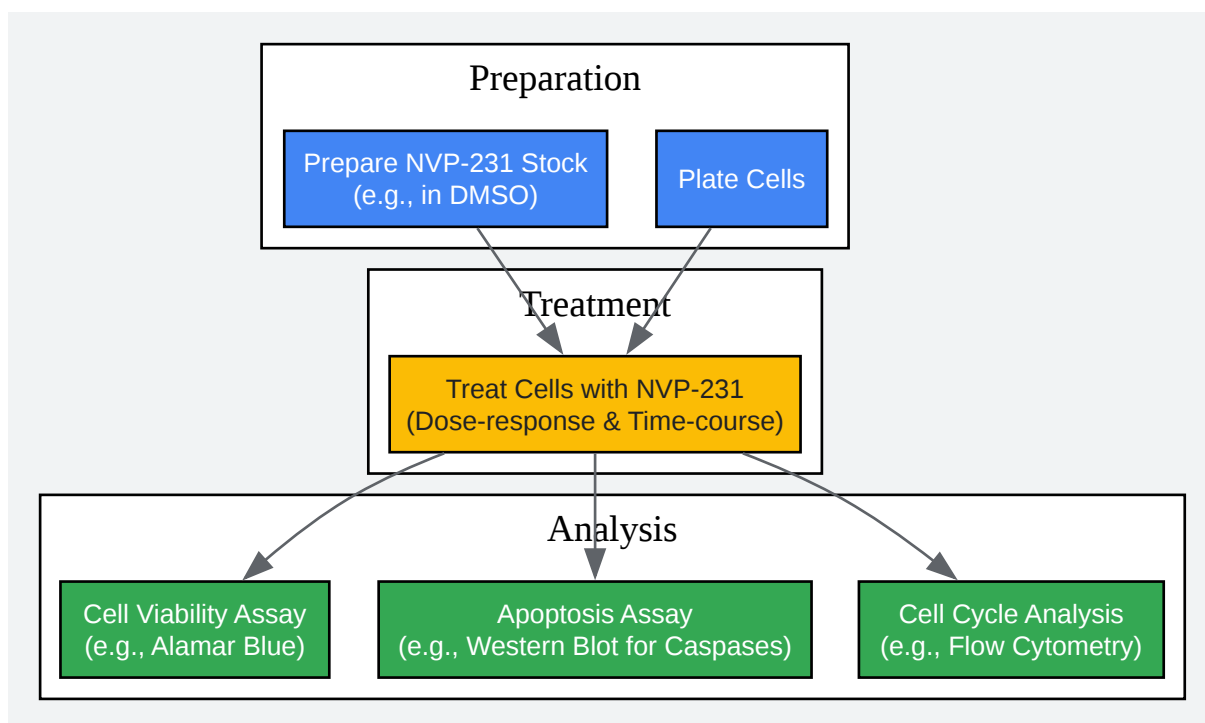 Preparation
Prepare NVP-231 Stock
(e.g., in DMSO)
Plate Cells
Treatment
Treat Cells with NVP-231
(Dose-response & Time-course)
Analysis
Cell Viability Assay
(e.g., Alamar Blue)
Apoptosis Assay
(e.g., Western Blot for Caspases)
Cell Cycle Analysis
(e.g., Flow Cytometry)